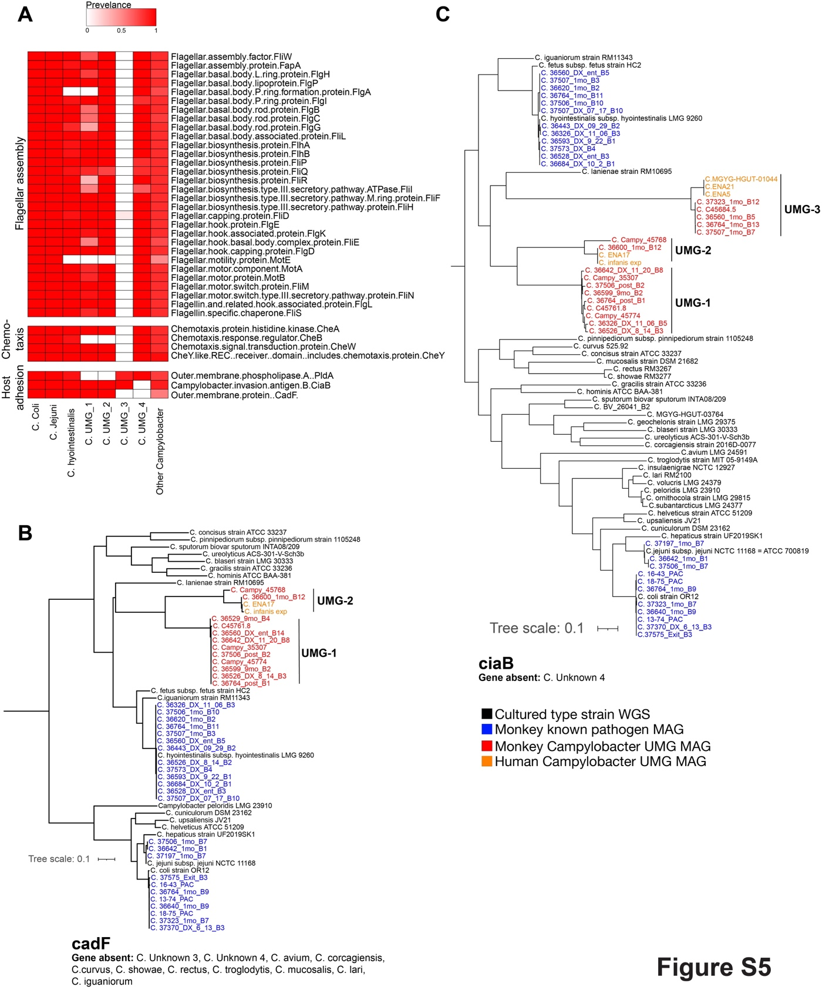 A
Prevelance
0 0.5 1
Flagellar assembly
Flagellar.assembly.factor.FliW
Flagellar.assembly.protein.FapA
Flagellar.basal.body.L.ring.protein.FlgH
Flagellar.basal.body.lipoprotein.FlgP
Flagellar.basal.body.P.ring.formation.protein.FlgA
Flagellar.basal.body.P.ring.protein.FlgI
Flagellar.basal.body.rod.protein.FlgB
Flagellar.basal.body.rod.protein.FlgC
Flagellar.basal.body.rod.protein.FlgG
Flagellar.basal.body.associated.protein.FliL
Flagellar.biosynthesis.protein.FlhA
Flagellar.biosynthesis.protein.FlhB
Flagellar.biosynthesis.protein.FliP
Flagellar.biosynthesis.protein.FliQ
Flagellar.biosynthesis.protein.FliR
Flagellar.biosynthesis.type.III.secretory.pathway.ATPase.FliI
Flagellar.biosynthesis.type.III.secretory.pathway.M.ring.protein.FliF
Flagellar.biosynthesis.type.III.secretory.pathway.protein.FliH
Flagellar.capping.protein.FliD
Flagellar.hook.protein.FlgE
Flagellar.hook.associated.protein.FlgK
Flagellar.hook.basal.body.complex.protein.FliE
Flagellar.hook.capping.protein.FlgD
Flagellar.motility.protein.MotE
Flagellar.motor.component.MotA
Flagellar.motor.protein.MotB
Flagellar.motor.switch.protein.FliM
Flagellar.motor.switch.type.III.secretory.pathway.protein.FliN
Flagellin.and.related.hook.associated.protein.FlgL
Flagellin.specific.chaperone.FliS
Chemo-
taxis
Chemotaxis.protein.histidine.kinase.CheA
Chemotaxis.response.regulator.CheB
Chemotaxis.signal.transduction.protein.CheW
CheY.like.REC..receiver..domain..includes.chemotaxis.protein.CheY
Host
adhesion
Outer.membrane.phospholipase.A..PldA
Campylobacter.invasion.antigen.B.CiaB
Outer.membrane.protein..CadF.
C. Coli
C. Jejuni
C. hyointestinalis
C. UMG_1
C. UMG_2
C. UMG_3
C. UMG_4
Other Campylobacter
B
C. concisus strain ATCC 33237
C. pinnipediorum subsp. pinnipediorum strain 1105248
C. sputorum biovar sputorum INTA08/209
C. ureolyticus ACS-301-V-Sch3b
C. blaseri strain LMG 30333
C. gracilis strain ATCC 33236
C. hominis ATCC BAA-381
C. lanienae strain RM10695
C. Campy_45768
C. 36600_1mo_B12
C. ENA17
C. infanis exp
UMG-2
C. 36529_9mo_B4
C. C45761.8
C. 36560_DX_ent_B14
C. 36642_DX_11_20_B8
C. Campy_35307
C. 37506_post_B2
C. Campy_45774
C. 36599_9mo_B2
C. 36526_DX_8_14_B3
C. 36764_post_B1
UMG-1
C. fetus subsp. fetus strain HC2
C.iguaniorum strain RM11343
C. 36326_DX_11_06_B3
C. 37506_1mo_B10
C. 36620_1mo_B2
C. 36764_1mo_B11
C. 37507_1mo_B3
C. 36560_DX_ent_B5
C. 36443_DX_09_29_B2
C. hyointestinalis subsp. hyointestinalis LMG 9260
C. 36526_DX_8_14_B2
C. 37573_DX_B4
C. 36593_DX_9_22_B1
C. 36684_DX_10_2_B1
C. 36528_DX_ent_B3
C. 37507_DX_07_17_B10
Campylobacter peloridis LMG 23910
C. cuniculorum DSM 23162
C. upsaliensis JV21
C. helveticus ATCC 51209
C. hepaticus strain UF2019SK1
C. 37506_1mo_B7
C. 36642_1mo_B1
C. 37197_1mo_B7
C. jejuni subsp. jejuni NCTC 11168
C. coli strain OR12
C. 37575_Exit_B3
C. 16-43_PAC
C. 36764_1mo_B9
C. 13-74_PAC
C. 36640_1mo_B9
C. 18-75_PAC
C. 37323_1mo_B7
C. 37370_DX_6_13_B3
Tree scale: 0.1
cadF
Gene absent: C. Unknown 3, C. Unknown 4, C. avium, C. corcagiensis,
C.curvus, C. showae, C. rectus, C. troglodytis, C. mucosalis, C. lari,
C. iguaniorum
C
C. iguaniorum strain RM11343
C. fetus subsp. fetus strain HC2
C. 36560_DX_ent_B5
C. 37507_1mo_B3
C. 36620_1mo_B2
C. 36764_1mo_B11
C. 37506_1mo_B10
C. 37507_DX_07_17_B10
C. hyointestinalis subsp. hyointestinalis LMG 9260
C. 36443_DX_09_29_B2
C. 36326_DX_11_06_B3
C. 36593_DX_9_22_B1
C. 37573_DX_B4
C. 36528_DX_ent_B3
C. 36684_DX_10_2_B1
C. lanienae strain RM10695
C.MGYG-HGUT-01044
C.ENA21
C.ENA5
C. 37323_1mo_B12
C. C45684.5
C. 36560_1mo_B5
C. 36764_1mo_B13
C. 37507_1mo_B7
UMG-3
C. Campy_45768
C. 36600_1mo_B12
C. ENA17
C. infanis exp
UMG-2
C. 36642_DX_11_20_B8
C. Campy_35307
C. 37506_post_B2
C. 36599_9mo_B2
C. 36764_post_B1
C. C45761.8
C. Campy_45774
C. 36326_DX_11_06_B5
C. 36526_DX_8_14_B3
UMG-1
C. pinnipediorum subsp. pinnipediorum strain 1105248
C. curvus 525.92
C. concisus strain ATCC 33237
C. mucosalis strain DSM 21682
C. rectus RM3267
C. showae RM3277
C. gracilis strain ATCC 33236
C. hominis ATCC BAA-381
C. sputorum biovar sputorum INTA08/209
C. BV_26041_B2
C. MGYG-HGUT-03764
C. geochelonis strain LMG 29375
C. blaseri strain LMG 30333
C. ureolyticus ACS-301-V-Sch3b
C. corcagiensis strain 2016D-0077
C.avium LMG 24591
C. troglodytis strain MIT 05-9149A
C. insulaenigrae NCTC 12927
C. lari RM2100
C. volucris LMG 24379
C. peloridis LMG 23910
C. ornithocola strain LMG 29815
C.subantarcticus LMG 24377
C. helveticus strain ATCC 51209
C. upsaliensis JV21
C. cuniculorum DSM 23162
C. hepaticus strain UF2019SK1
C. 37197_1mo_B7
C.jejuni subsp. jejuni NCTC 11168 = ATCC 700819
C. 36642_1mo_B1
C. 37506_1mo_B7
C. 16-43_PAC
C. 18-75_PAC
C. 36764_1mo_B9
C. coli strain OR12
C. 37323_1mo_B7
C. 36640_1mo_B9
C. 13-74_PAC
C. 37370_DX_6_13_B3
C.37575_Exit_B3
Tree scale: 0.1
ciaB
Gene absent: C. Unknown 4
Cultured type strain WGS
Monkey known pathogen MAG
Monkey Campylobacter UMG MAG
Human Campylobacter UMG MAG
Figure S5